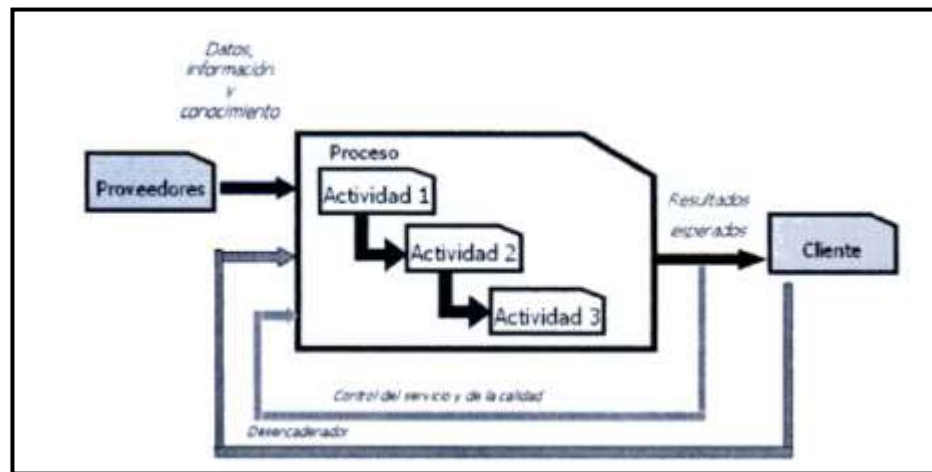 Datos,
información
y
conocimiento
Proceso
Proveedores
Actividad 1
Resultados
esperados
Actividad 2
Cliente
Actividad 3
Control del servicio y de la calidad
Desencadenador